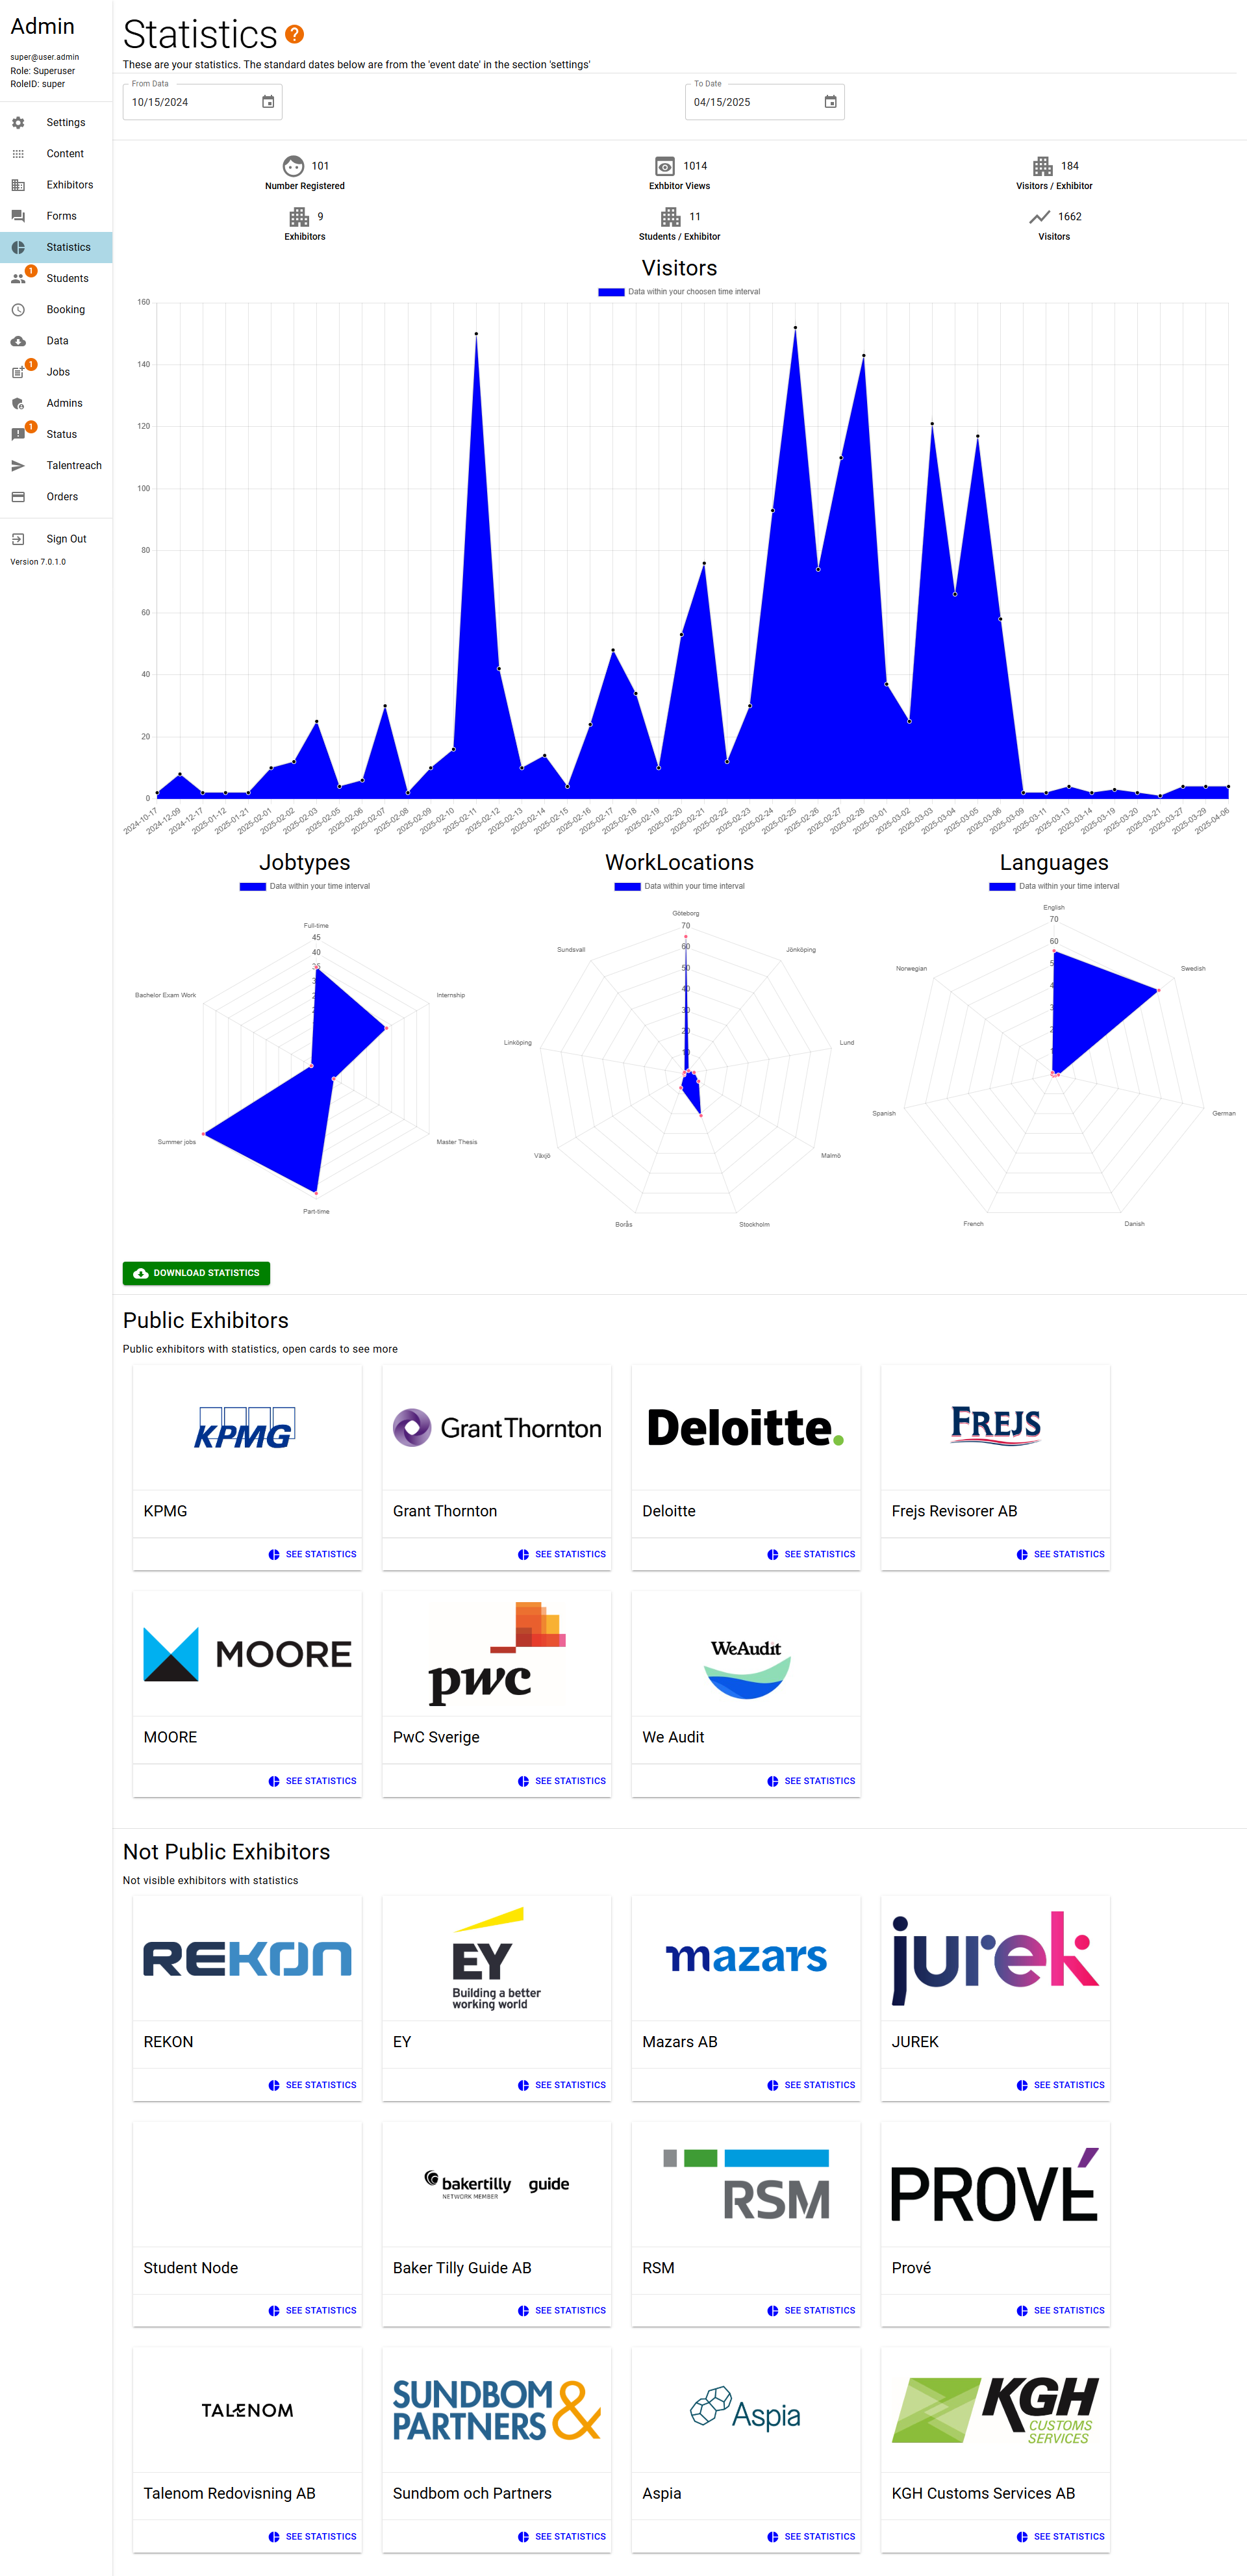 Admin
super@user.admin
Role: Superuser
RoleID: super
Settings
Content
Exhibitors
Forms
Statistics
1
Students
Booking
Data
1
Jobs
Admins
1
Status
Talentreach
Orders
Sign Out
Version 7.0.1.0
Statistics ?
These are your statistics. The standard dates below are from the 'event date' in the section 'settings'
From Data
10/15/2024
To Date
04/15/2025
101
Number Registered
1014
Exhbitor Views
184
Visitors / Exhibitor
9
Exhibitors
11
Students / Exhibitor
1662
Visitors
Visitors
Data within your choosen time interval
160
140
120
100
80
60
40
20
0
2024-10-17 2024-12-09 2024-12-17 2025-01-12 2025-01-21 2025-02-01 2025-02-02 2025-02-03 2025-02-05 2025-02-06 2025-02-07 2025-02-08 2025-02-09 2025-02-10 2025-02-11 2025-02-12 2025-02-13 2025-02-14 2025-02-15 2025-02-16 2025-02-17 2025-02-18 2025-02-19 2025-02-20 2025-02-21 2025-02-22 2025-02-23 2025-02-24 2025-02-25 2025-02-26 2025-02-27 2025-02-28 2025-03-01 2025-03-02 2025-03-03 2025-03-04 2025-03-05 2025-03-06 2025-03-09 2025-03-11 2025-03-13 2025-03-14 2025-03-19 2025-03-20 2025-03-21 2025-03-27 2025-03-29 2025-04-06
Jobtypes
Data within your time interval
Full-time
45
40
35
Bachelor Exam Work
Internship
Summer jobs
Master Thesis
Part-time
WorkLocations
Data within your time interval
Göteborg
70
60
50
40
30
20
10
Sundsvall
Jönköping
Linköping
Lund
Växjö
Malmö
Borås
Stockholm
Languages
Data within your time interval
English
70
60
Norwegian
Swedish
Spanish
German
French
Danish
DOWNLOAD STATISTICS
Public Exhibitors
Public exhibitors with statistics, open cards to see more
KPMG
KPMG
SEE STATISTICS
Grant Thornton
Grant Thornton
SEE STATISTICS
Deloitte.
Deloitte
SEE STATISTICS
FREJS
Frejs Revisorer AB
SEE STATISTICS
MOORE
MOORE
SEE STATISTICS
pwc
PwC Sverige
SEE STATISTICS
WeAudit
We Audit
SEE STATISTICS
Not Public Exhibitors
Not visible exhibitors with statistics
REKON
REKON
SEE STATISTICS
EY
Building a better
working world
EY
SEE STATISTICS
mazars
Mazars AB
SEE STATISTICS
jurek
JUREK
SEE STATISTICS
Student Node
SEE STATISTICS
bakertilly guide
NETWORK MEMBER
Baker Tilly Guide AB
SEE STATISTICS
RSM
RSM
SEE STATISTICS
PROVÉ
Prové
SEE STATISTICS
TALENOM
Talenom Redovisning AB
SEE STATISTICS
SUNDBOM
PARTNERS &
Sundbom och Partners
SEE STATISTICS
Aspia
Aspia
SEE STATISTICS
KGH
CUSTOMS
SERVICES
KGH Customs Services AB
SEE STATISTICS